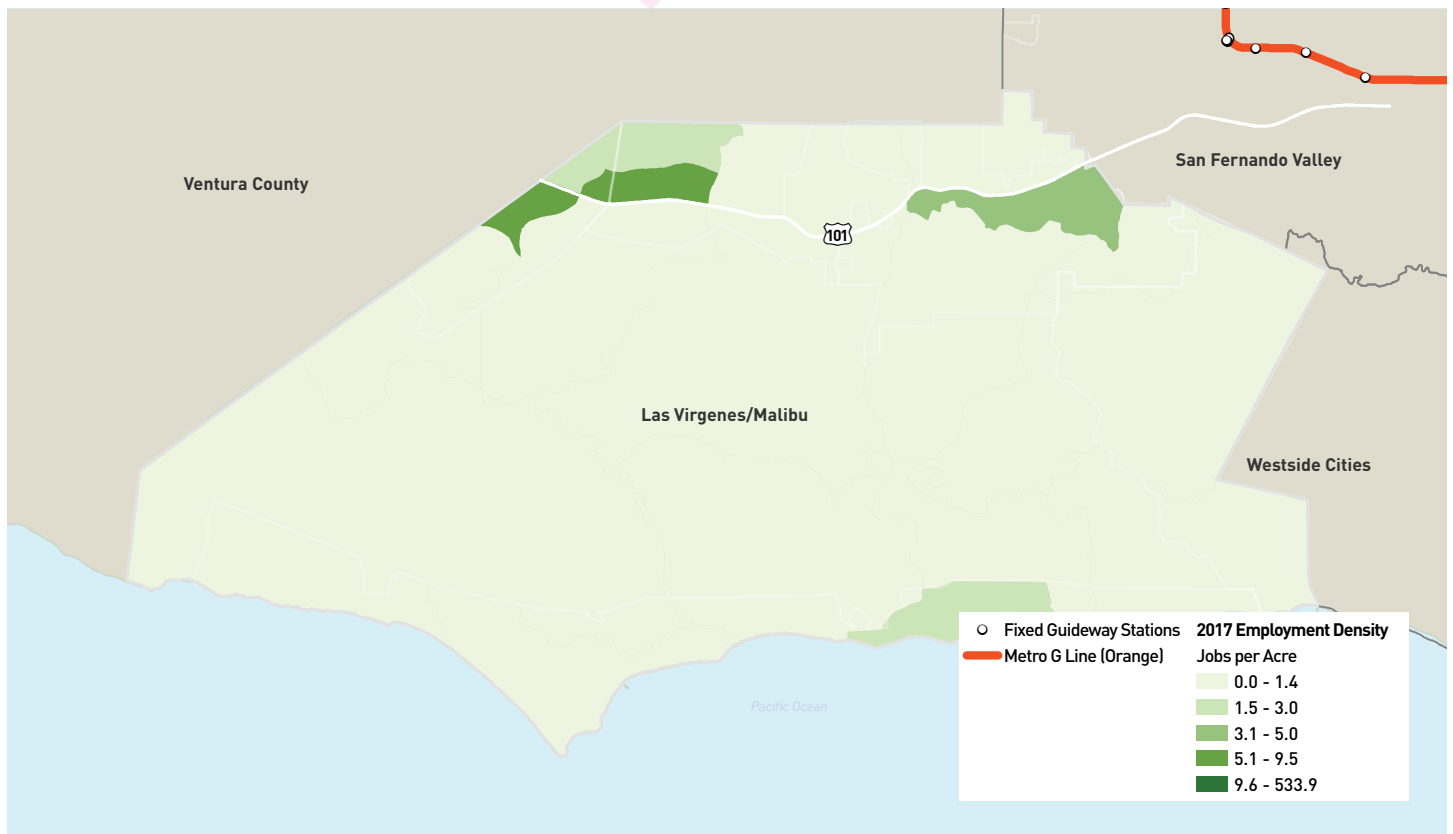 Ventura County
San Fernando Valley
101
Las Virgenes/Malibu
Westside Cities
Pacific Ocean
Fixed Guideway Stations
Metro G Line (Orange)
2017 Employment Density
Jobs per Acre
0.0 - 1.4
1.5 - 3.0
3.1 - 5.0
5.1 - 9.5
9.6 - 533.9